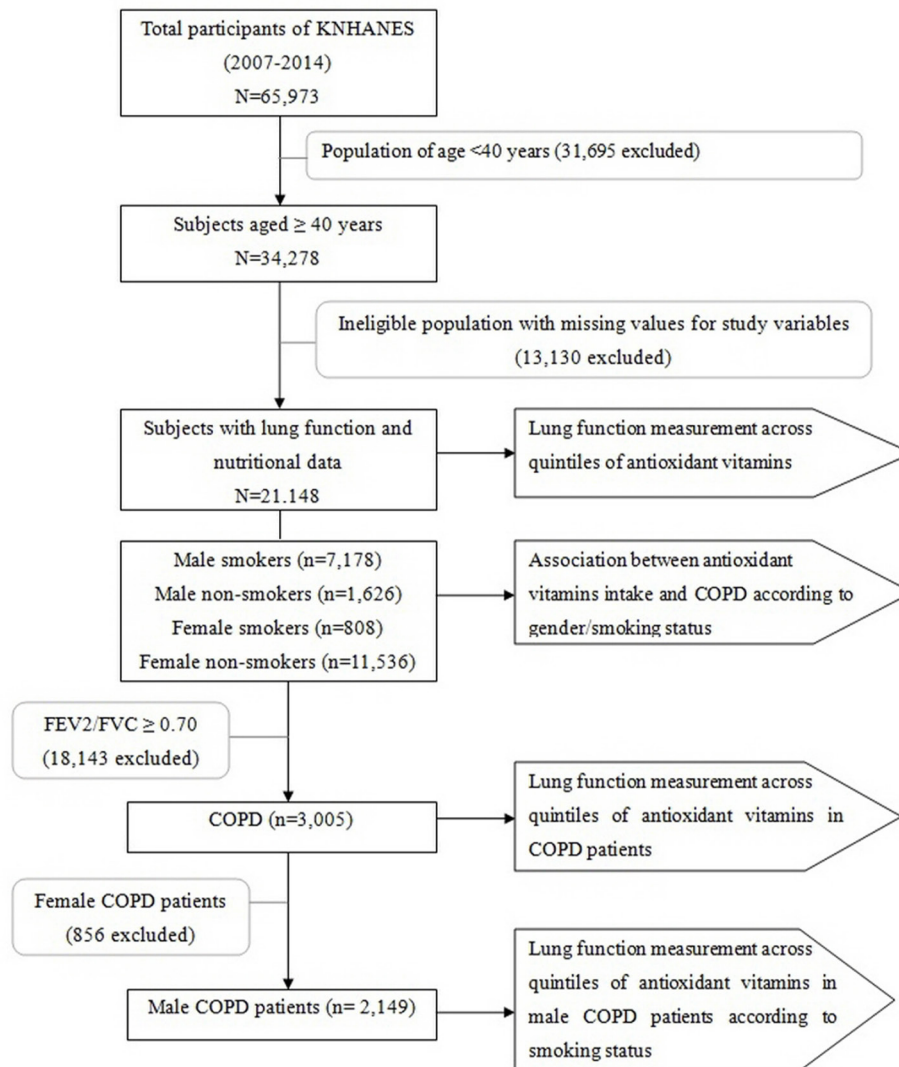 Total participants of KNHANES
(2007-2014)
N=65,973
Population of age <40 years (31,695 excluded)
Subjects aged ≥ 40 years
N=34,278
Ineligible population with missing values for study variables
(13,130 excluded)
Subjects with lung function and
nutritional data
N=21.148
Lung function measurement across
quintiles of antioxidant vitamins
Male smokers (n=7,178)
Male non-smokers (n=1,626)
Female smokers (n=808)
Female non-smokers (n=11,536)
Association between antioxidant
vitamins intake and COPD according to
gender/smoking status
FEV2/FVC ≥ 0.70
(18,143 excluded)
COPD (n=3,005)
Lung function measurement across
quintiles of antioxidant vitamins in
COPD patients
Female COPD patients
(856 excluded)
Male COPD patients (n= 2,149)
Lung function measurement across
quintiles of antioxidant vitamins in
male COPD patients according to
smoking status